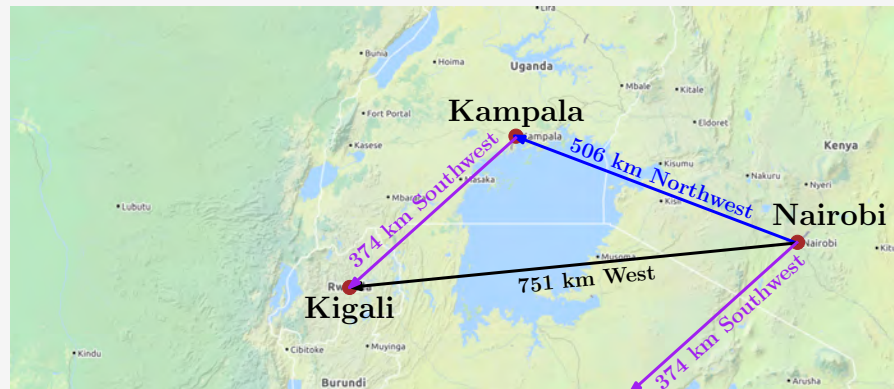 Lira
Bunia
Hoima
Uganda
Mbale
Kitale
Kampala
Fort Portal
Eldoret
Kampala
506 km Northwest
Kenya
Kasese
Kisumu
374 km Southwest
Masaka
Nakuru
Nyeri
Lubutu
Kisii
Nairobi
Nairobi
Musoma
751 km West
374 km Southwest
Kigali
Cibitoke
Muyinga
Kindu
Burundi
Arusha